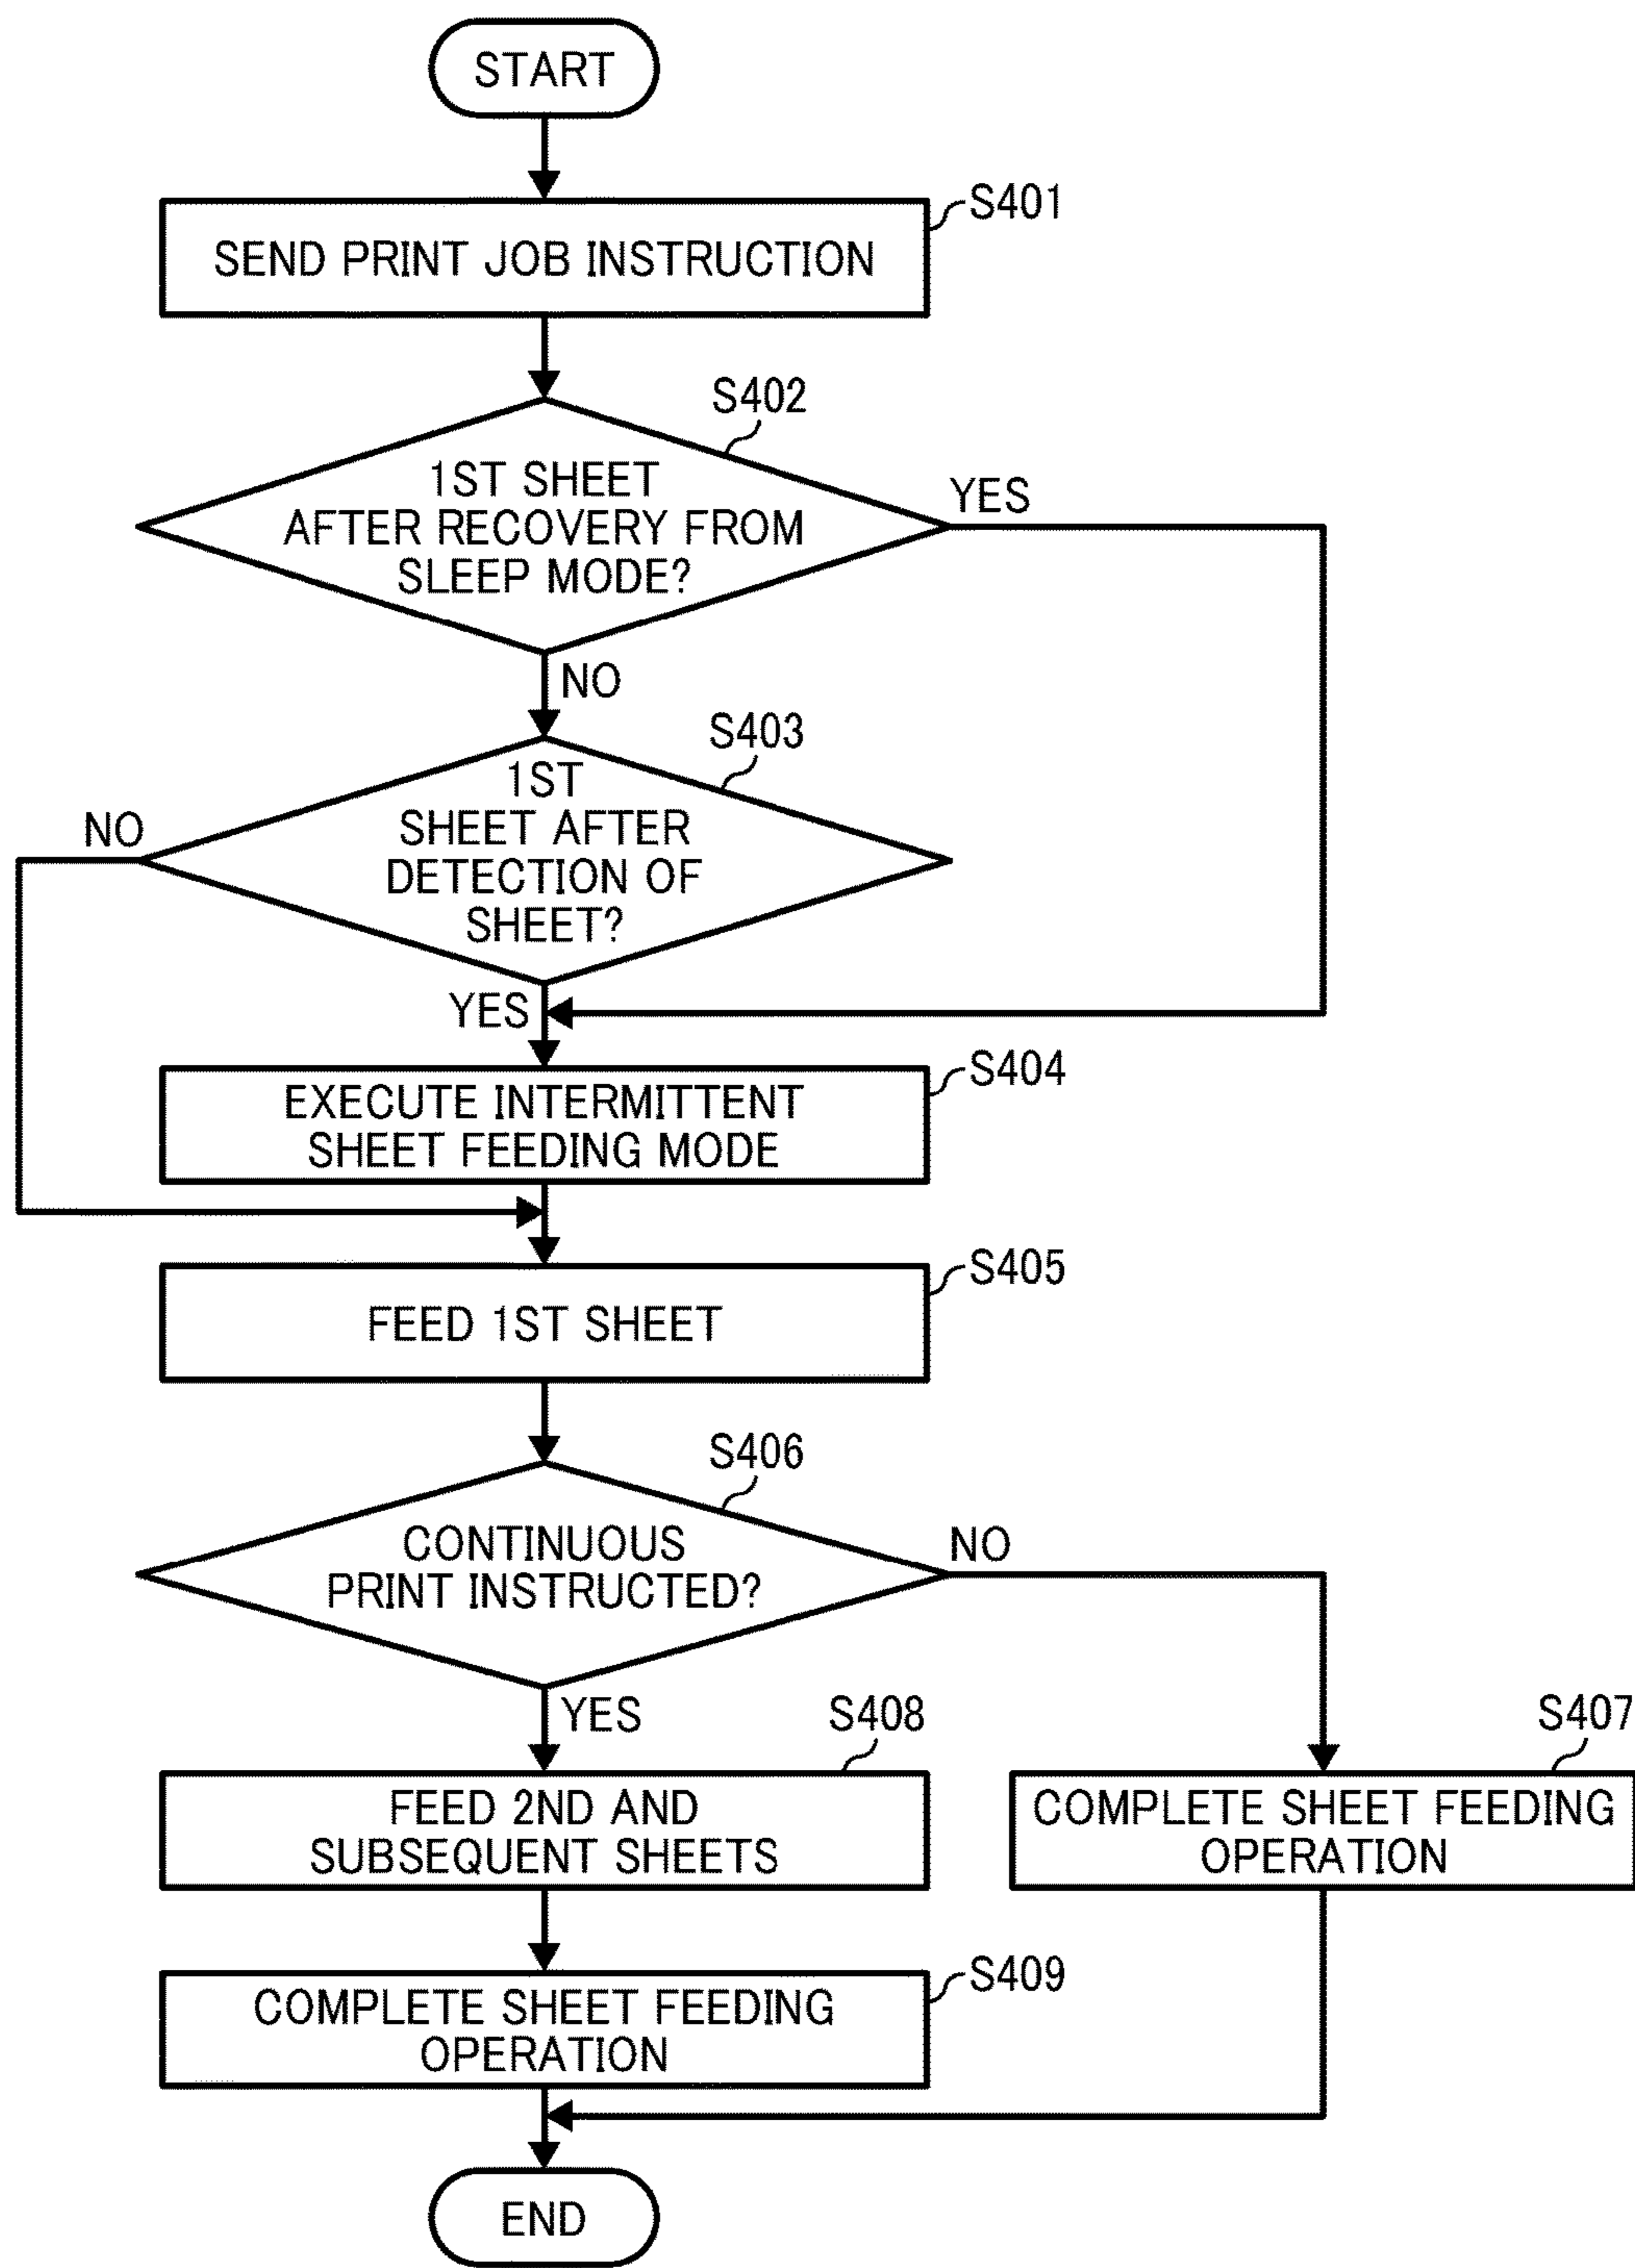 START
S401
SEND PRINT JOB INSTRUCTION
S402
1ST SHEET
AFTER RECOVERY FROM
SLEEP MODE?
YES
NO
S403
1ST
SHEET AFTER
DETECTION OF
SHEET?
NO
YES
S404
EXECUTE INTERMITTENT
SHEET FEEDING MODE
S405
FEED 1ST SHEET
S406
CONTINUOUS
PRINT INSTRUCTED?
NO
YES
S408
FEED 2ND AND
SUBSEQUENT SHEETS
S407
COMPLETE SHEET FEEDING
OPERATION
S409
COMPLETE SHEET FEEDING
OPERATION
END